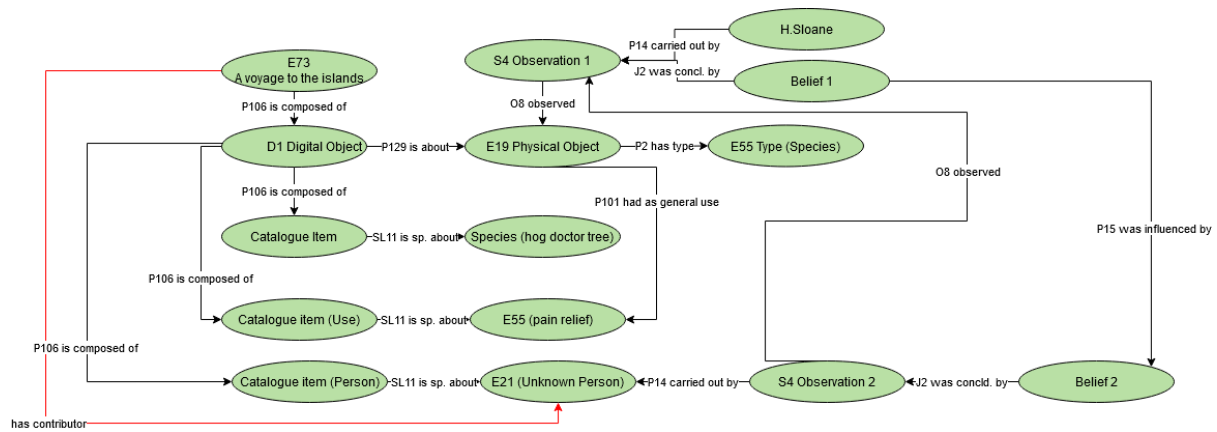 H.Sloane
P14 carried out by
E73
A voyage to the islands
S4 Observation 1
J2 was concl. by
Belief 1
P106 is composed of
O8 observed
D1 Digital Object
P129 is about
E19 Physical Object
P2 has type
E55 Type (Species)
O8 observed
P106 is composed of
P101 had as general use
Catalogue Item
SL11 is sp. about
Species (hog doctor tree)
P15 was influenced by
P106 is composed of
Catalogue item (Use)
SL11 is sp. about
E55 (pain relief)
P106 is composed of
Catalogue item (Person)
SL11 is sp. about
E21 (Unknown Person)
P14 carried out by
S4 Observation 2
J2 was concld. by
Belief 2
has contributor